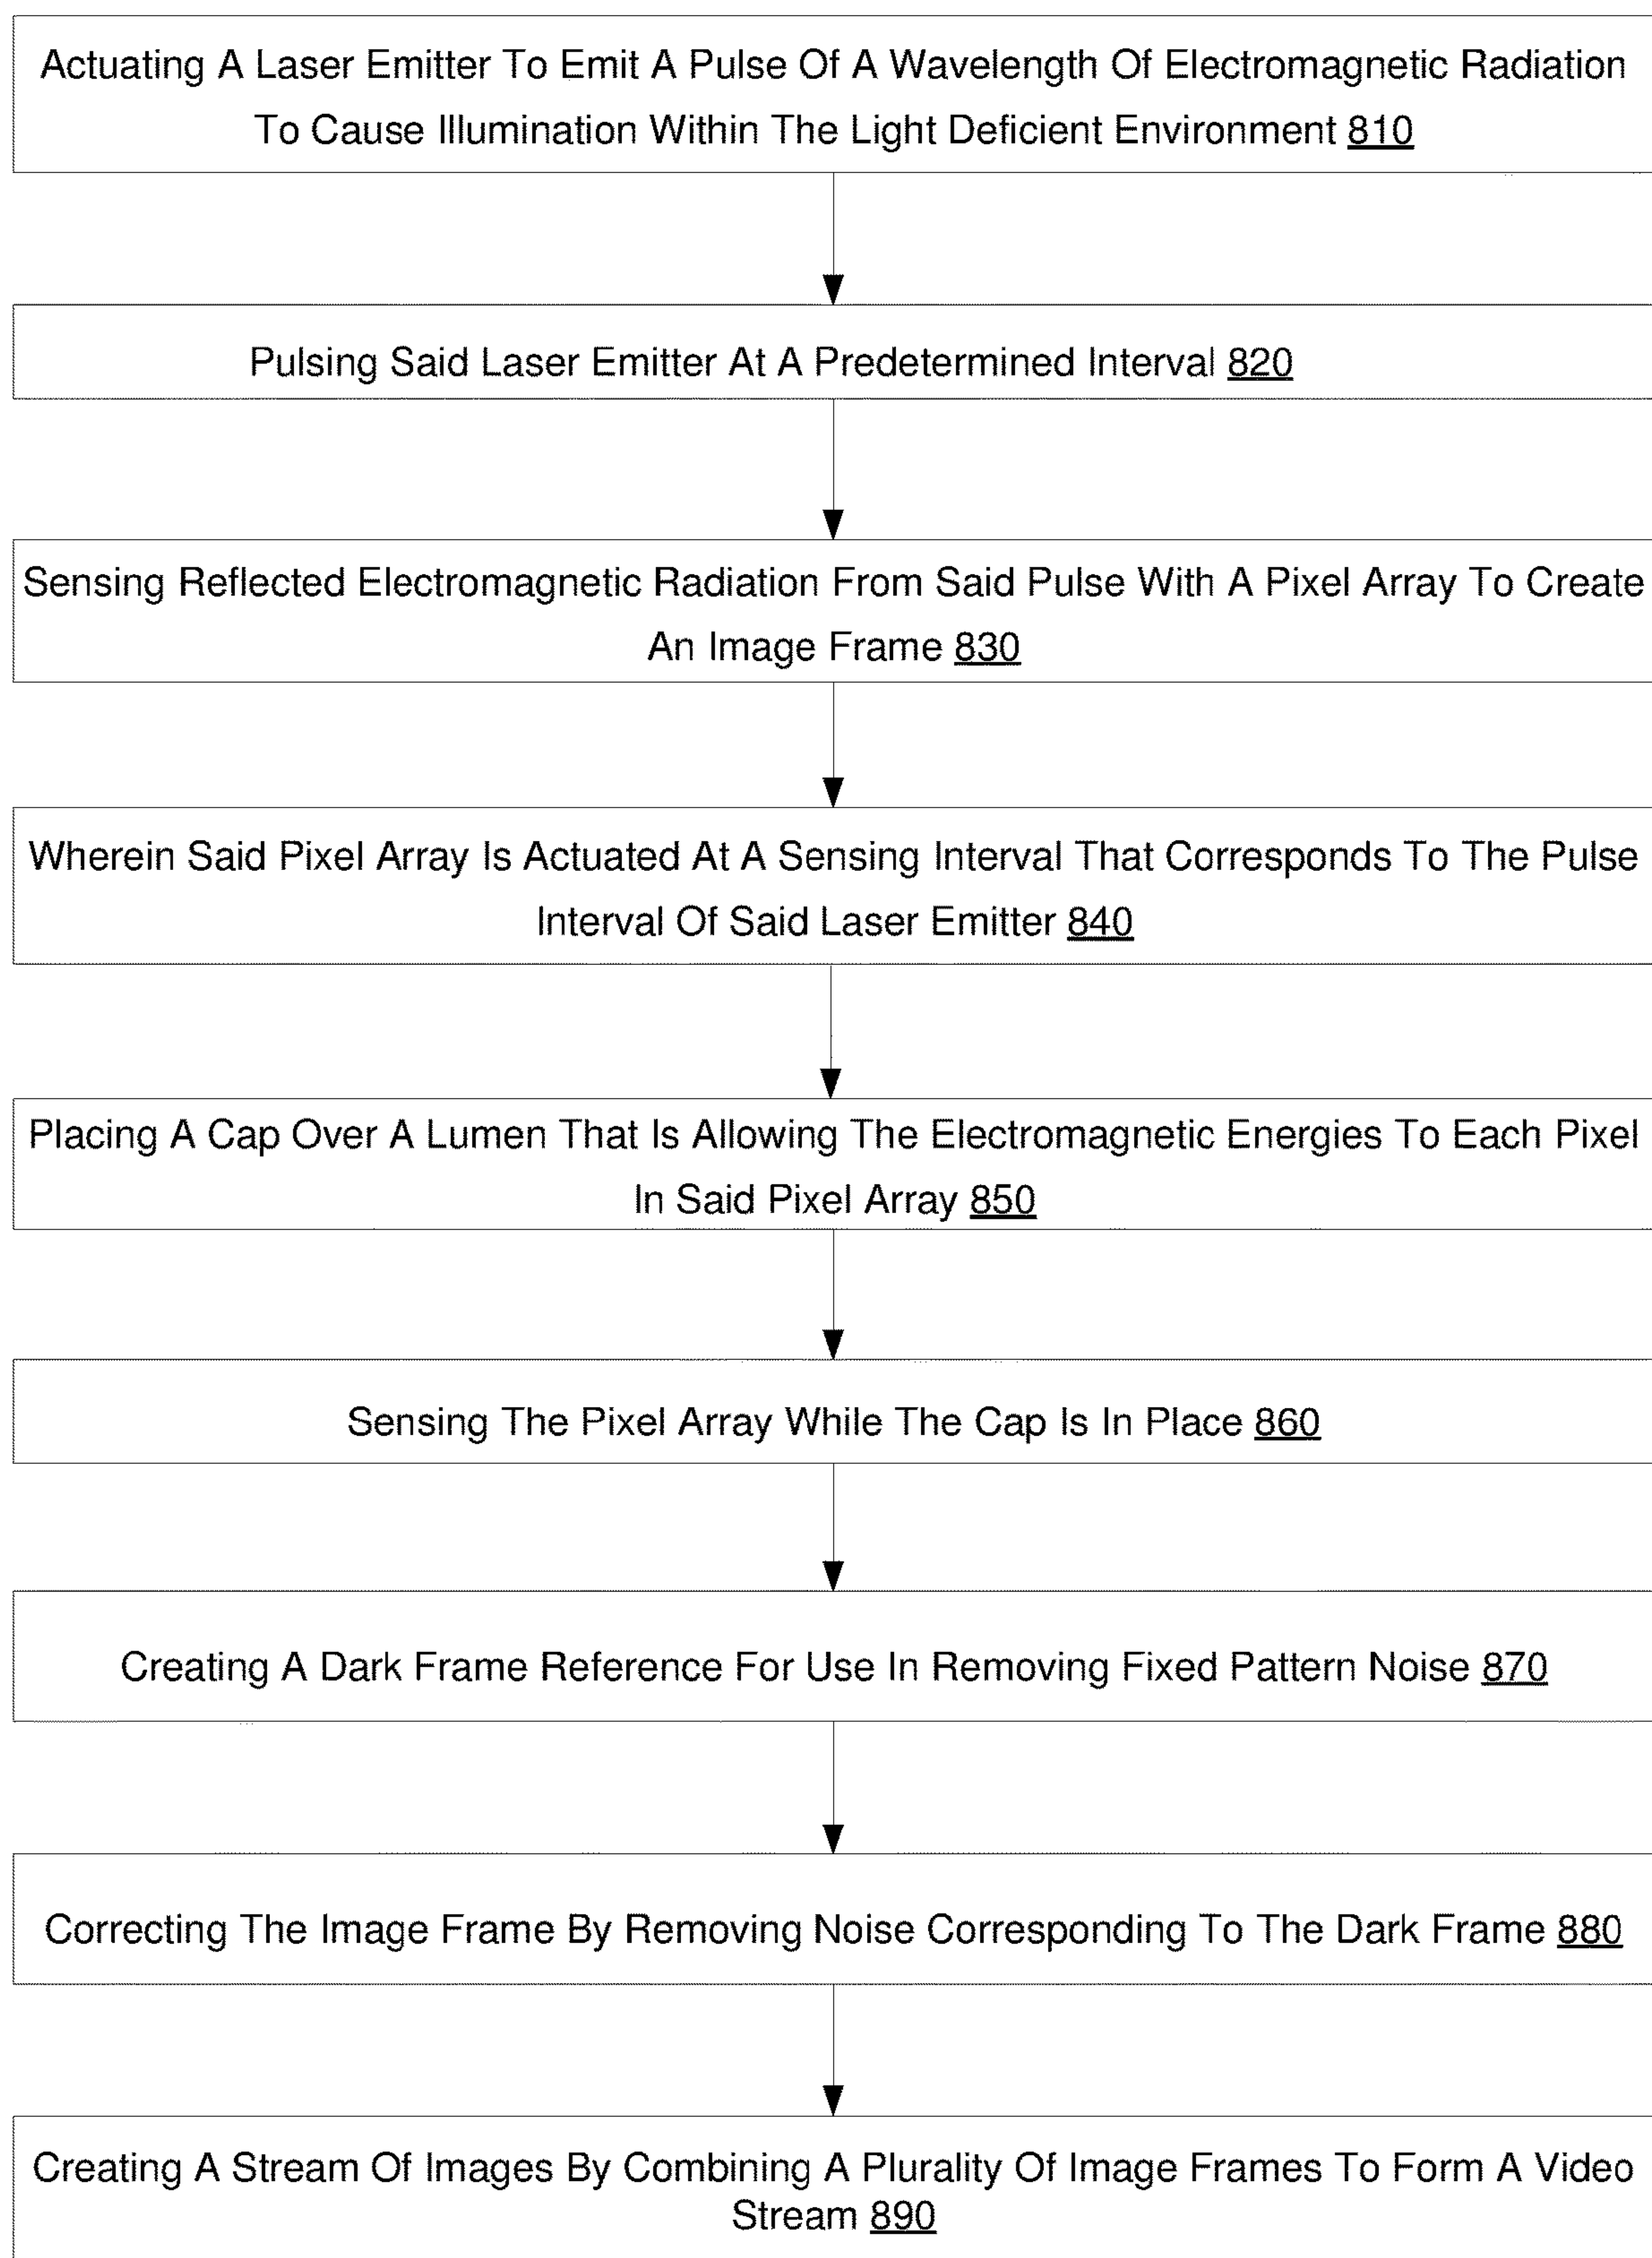 Actuating A Laser Emitter To Emit A Pulse Of A Wavelength Of Electromagnetic Radiation
To Cause Illumination Within The Light Deficient Environment 810
Pulsing Said Laser Emitter At A Predetermined Interval 820
Sensing Reflected Electromagnetic Radiation From Said Pulse With A Pixel Array To Create
An Image Frame 830
Wherein Said Pixel Array Is Actuated At A Sensing Interval That Corresponds To The Pulse
Interval Of Said Laser Emitter 840
Placing A Cap Over A Lumen That Is Allowing The Electromagnetic Energies To Each Pixel
In Said Pixel Array 850
Sensing The Pixel Array While The Cap Is In Place 860
Creating A Dark Frame Reference For Use In Removing Fixed Pattern Noise 870
Correcting The Image Frame By Removing Noise Corresponding To The Dark Frame 880
Creating A Stream Of Images By Combining A Plurality Of Image Frames To Form A Video
Stream 890